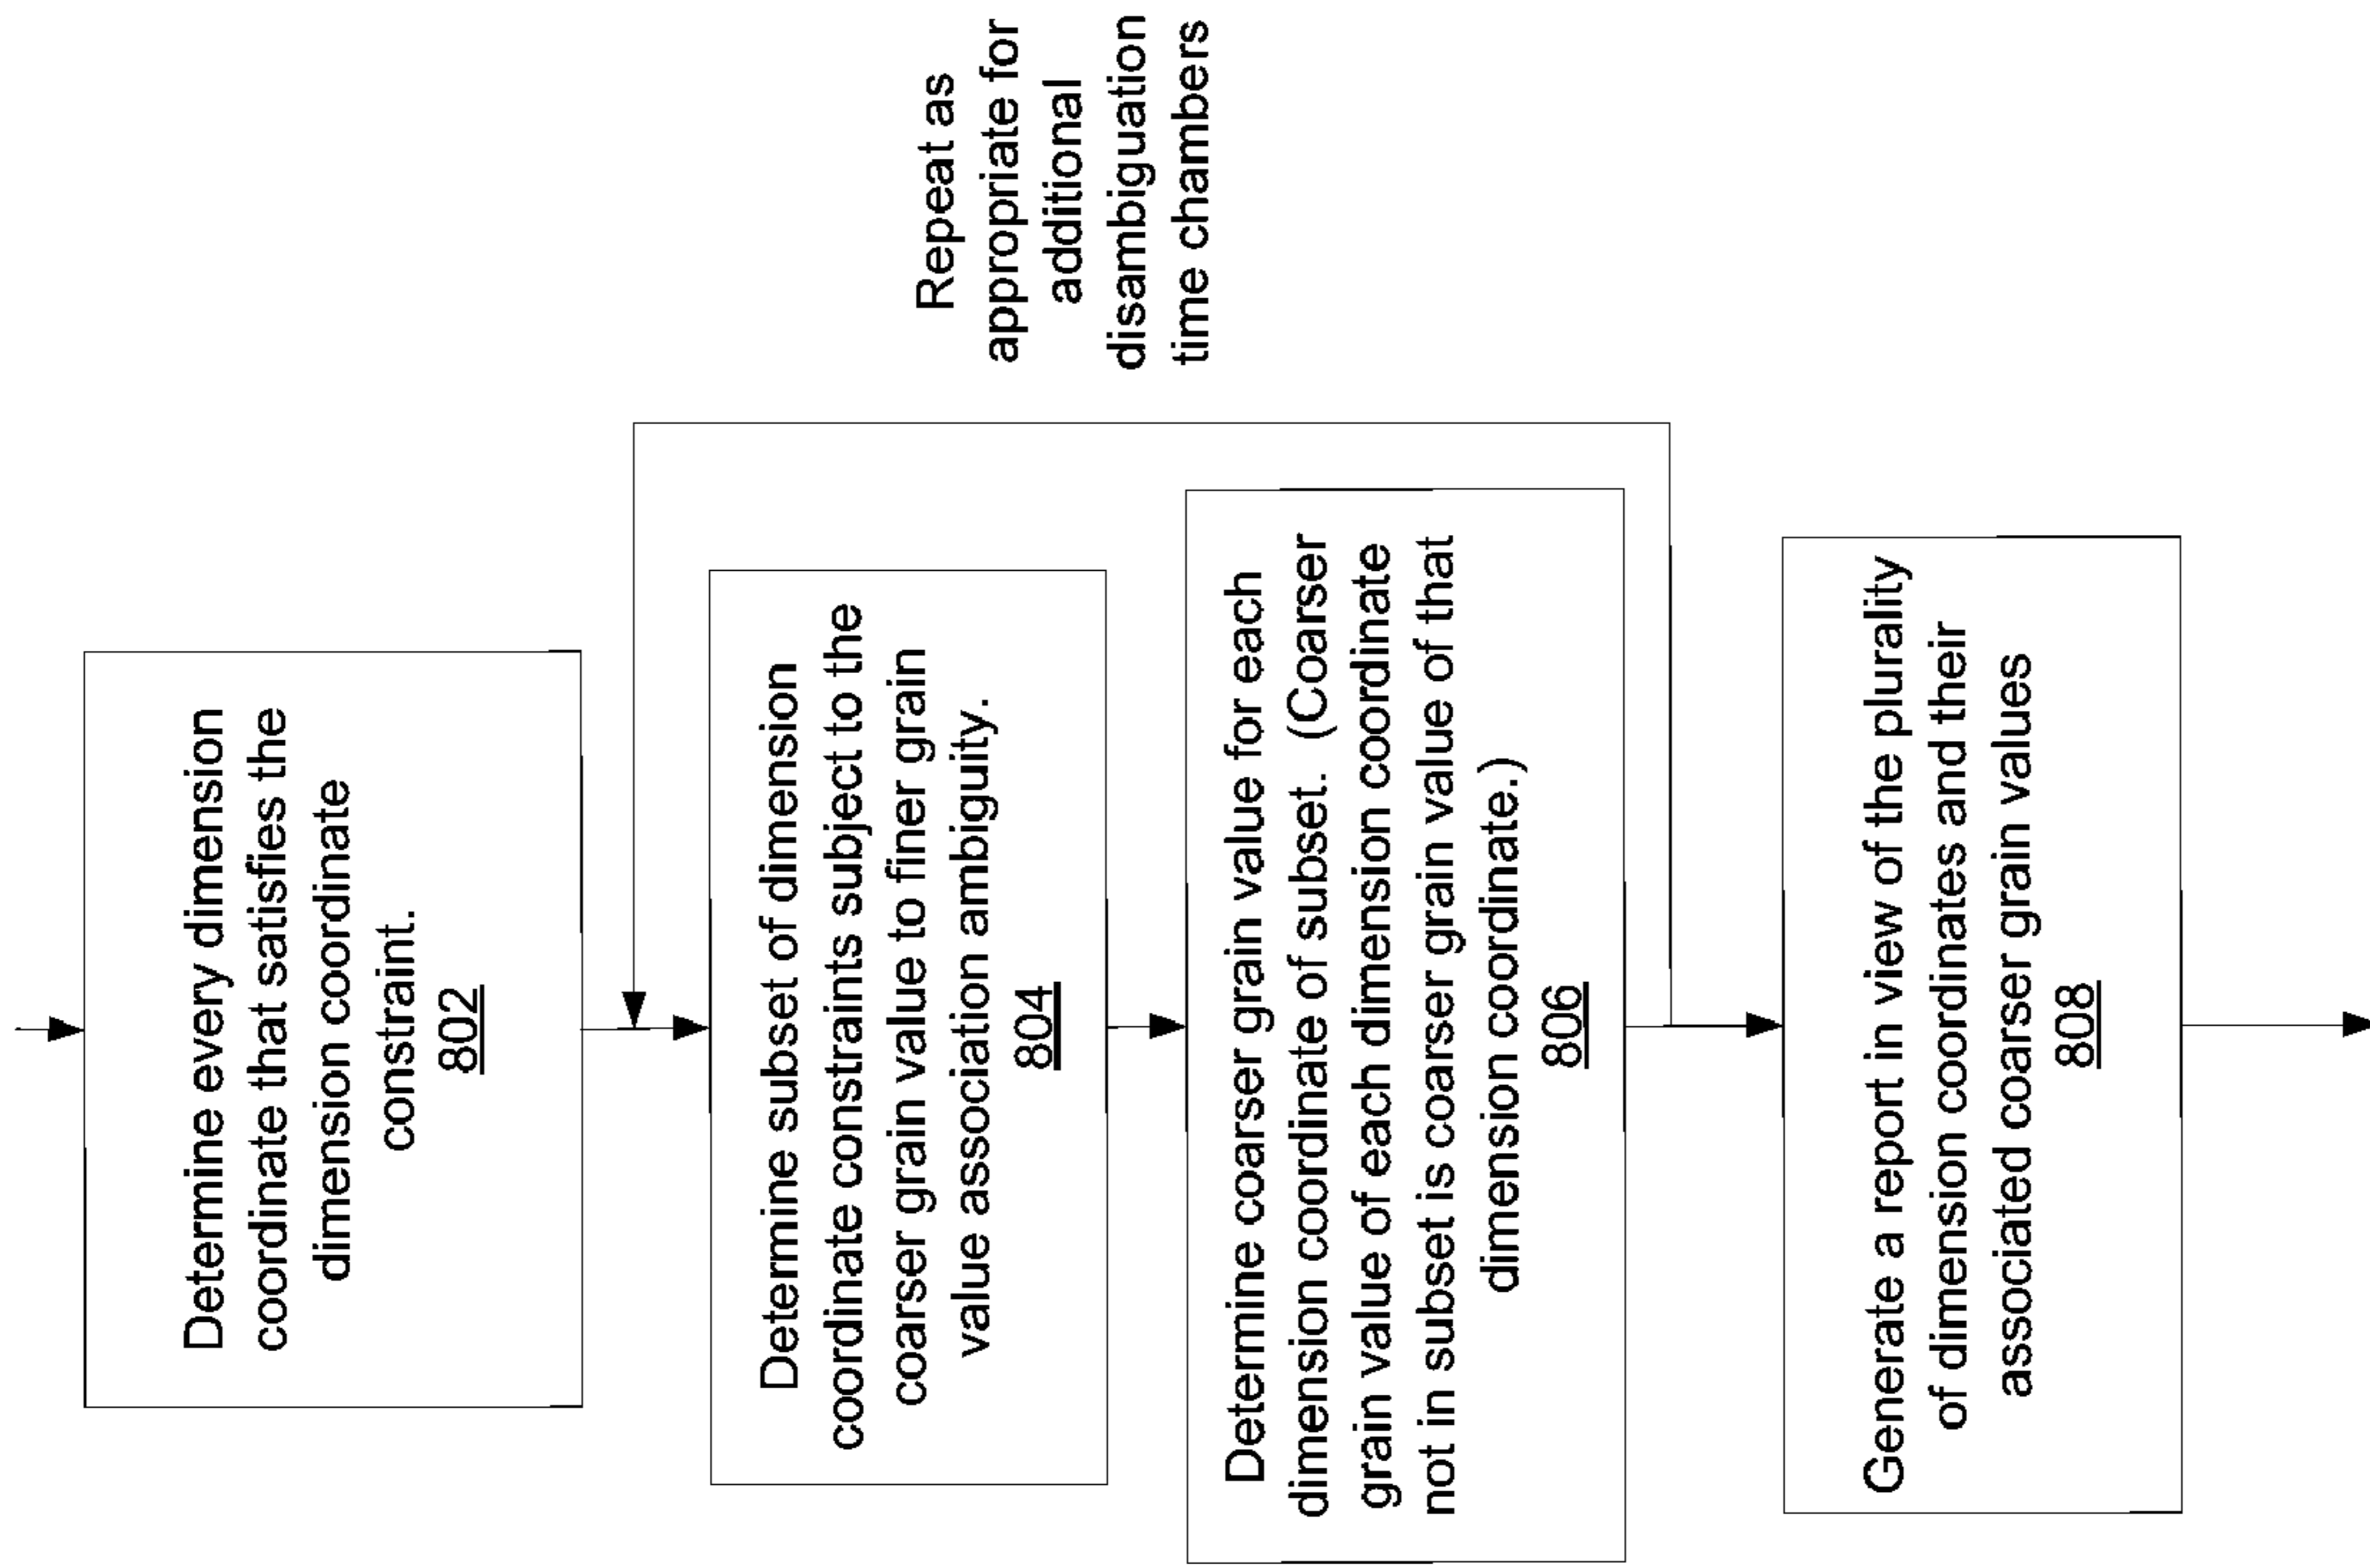 Determine every dimension
coordinate that satisfies the
dimension coordinate
constraint.
802
Repeat as
appropriate for
additional
disambiguation
time chambers
Determine subset of dimension
coordinate constraints subject to the
coarser grain value to finer grain
value association ambiguity.
804
Determine coarser grain value for each
dimension coordinate of subset. (Coarser
grain value of each dimension coordinate
not in subset is coarser grain value of that
dimension coordinate.)
806
Generate a report in view of the plurality
of dimension coordinates and their
associated coarser grain values
808